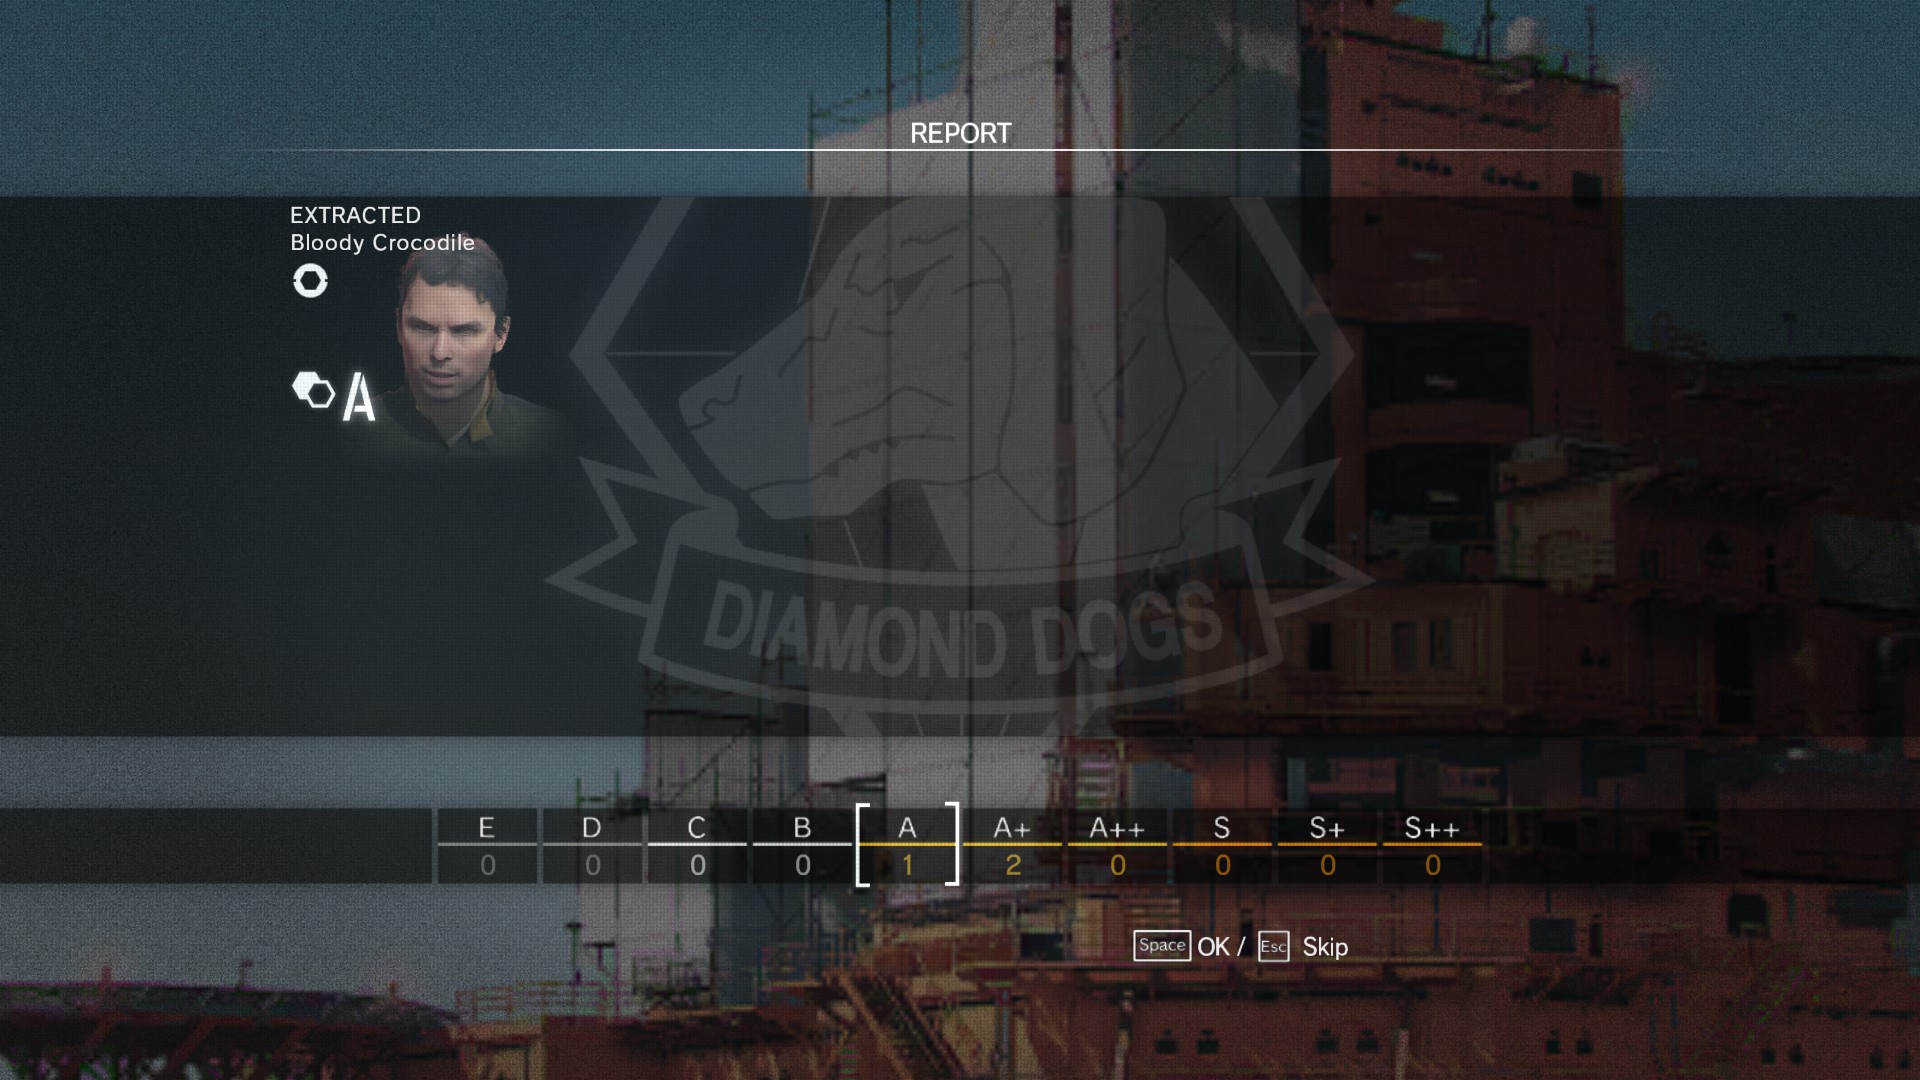 REPORT
EXTRACTED
Bloody Crocodile
A
DIAMOND DOGS
E D C B A A+ A++ S S+ S++
0 0 0 0 1 2 0 0 0 0
Space OK / Esc Skip